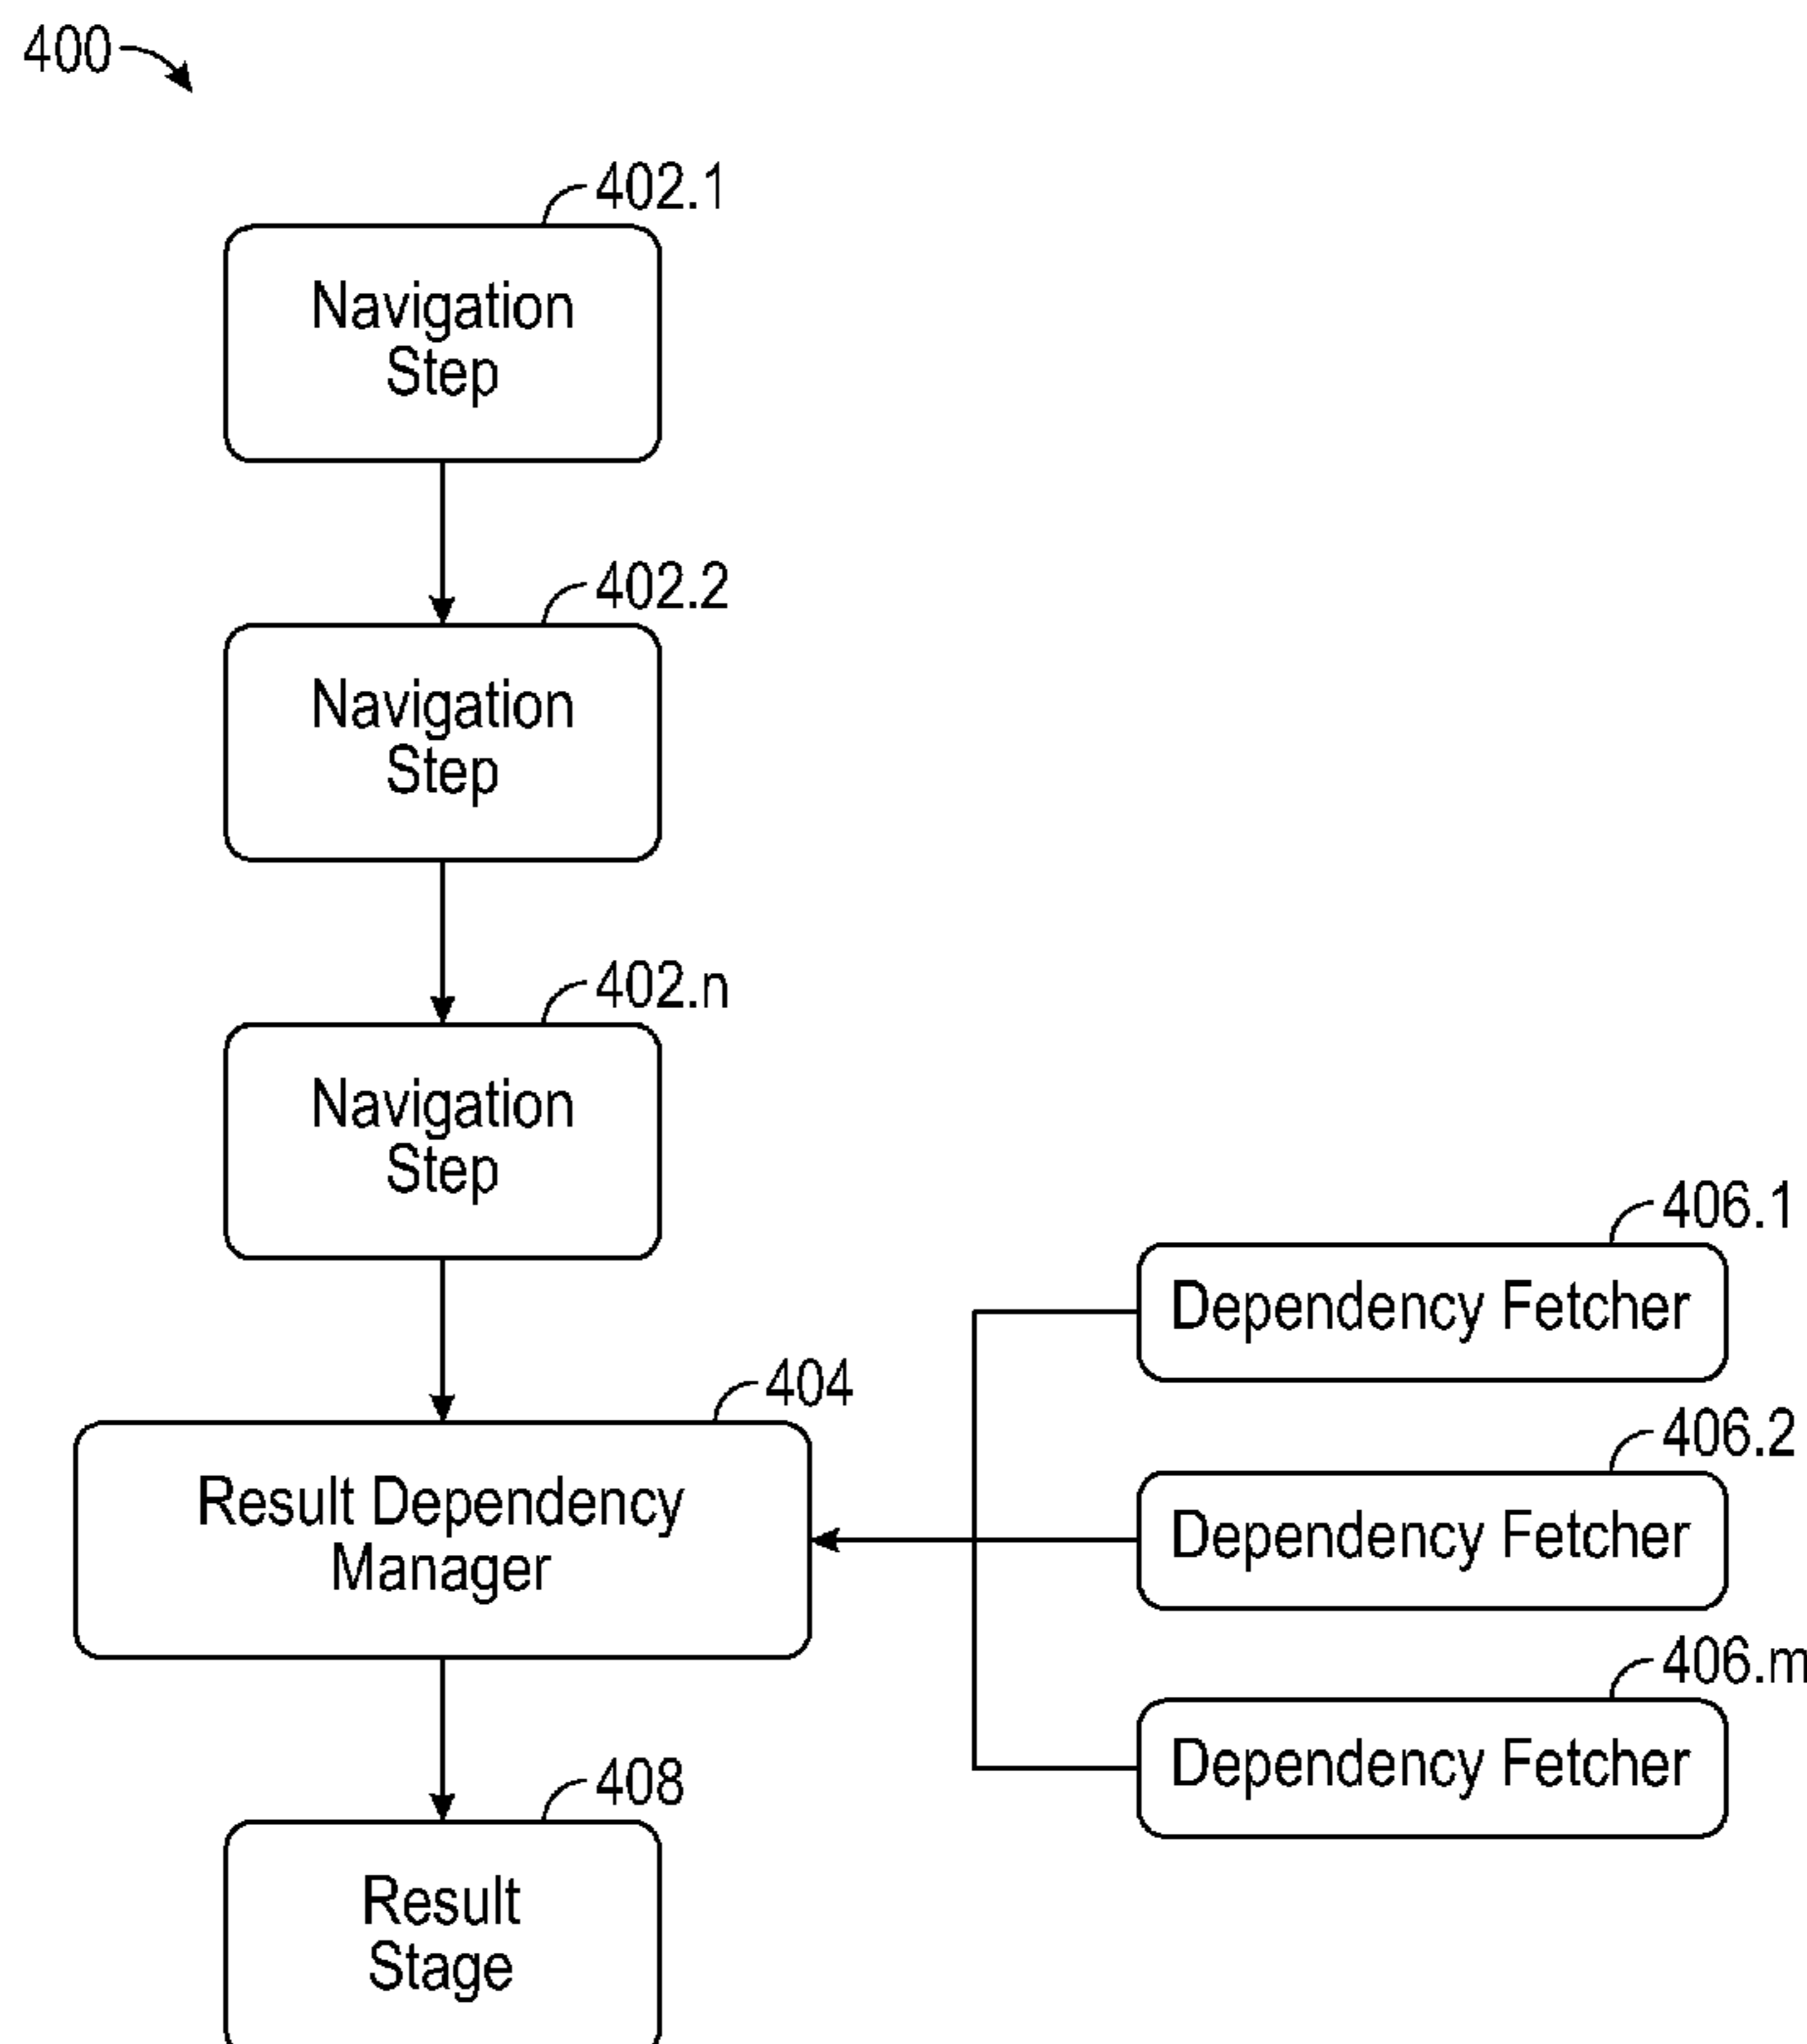 400
402.1
Navigation
Step
402.2
Navigation
Step
402.n
Navigation
Step
406.1
Dependency Fetcher
404
Result Dependency
Manager
406.2
Dependency Fetcher
406.m
Dependency Fetcher
408
Result
Stage